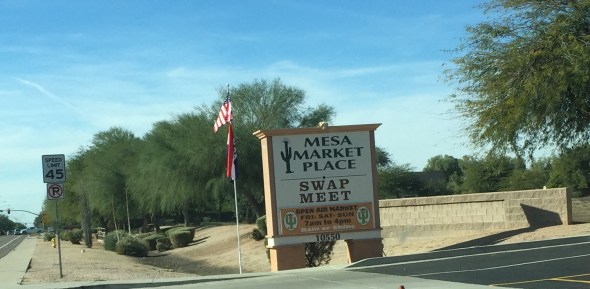 SPEED
LIMIT
45
MESA
MARKET
PLACE
SWAP
MEET
OPEN AIR MARKET
FRI-SAT-SUN
7am to 4pm
10550